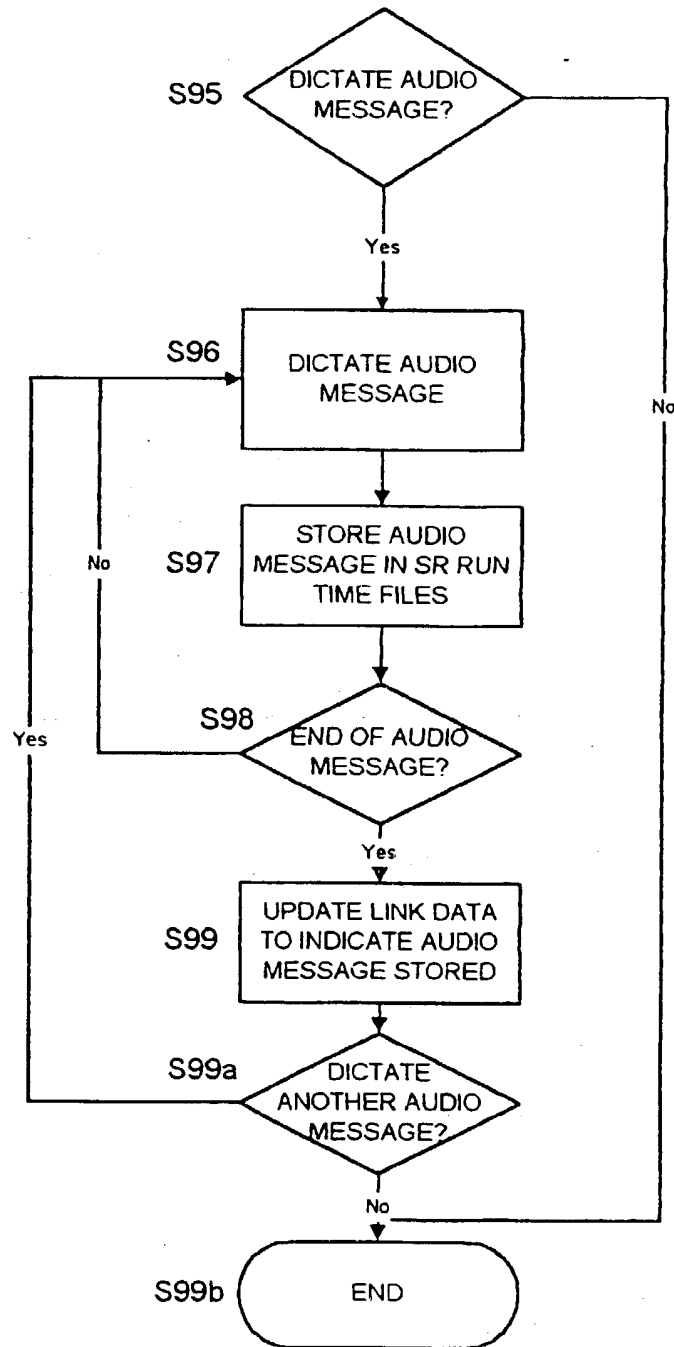 S95
DICTATE AUDIO
MESSAGE?
Yes
S96
DICTATE AUDIO
MESSAGE
No
S97
STORE AUDIO
MESSAGE IN SR RUN
TIME FILES
No
S98
END OF AUDIO
MESSAGE?
Yes
Yes
S99
UPDATE LINK DATA
TO INDICATE AUDIO
MESSAGE STORED
S99a
DICTATE
ANOTHER AUDIO
MESSAGE?
No
S99b
END